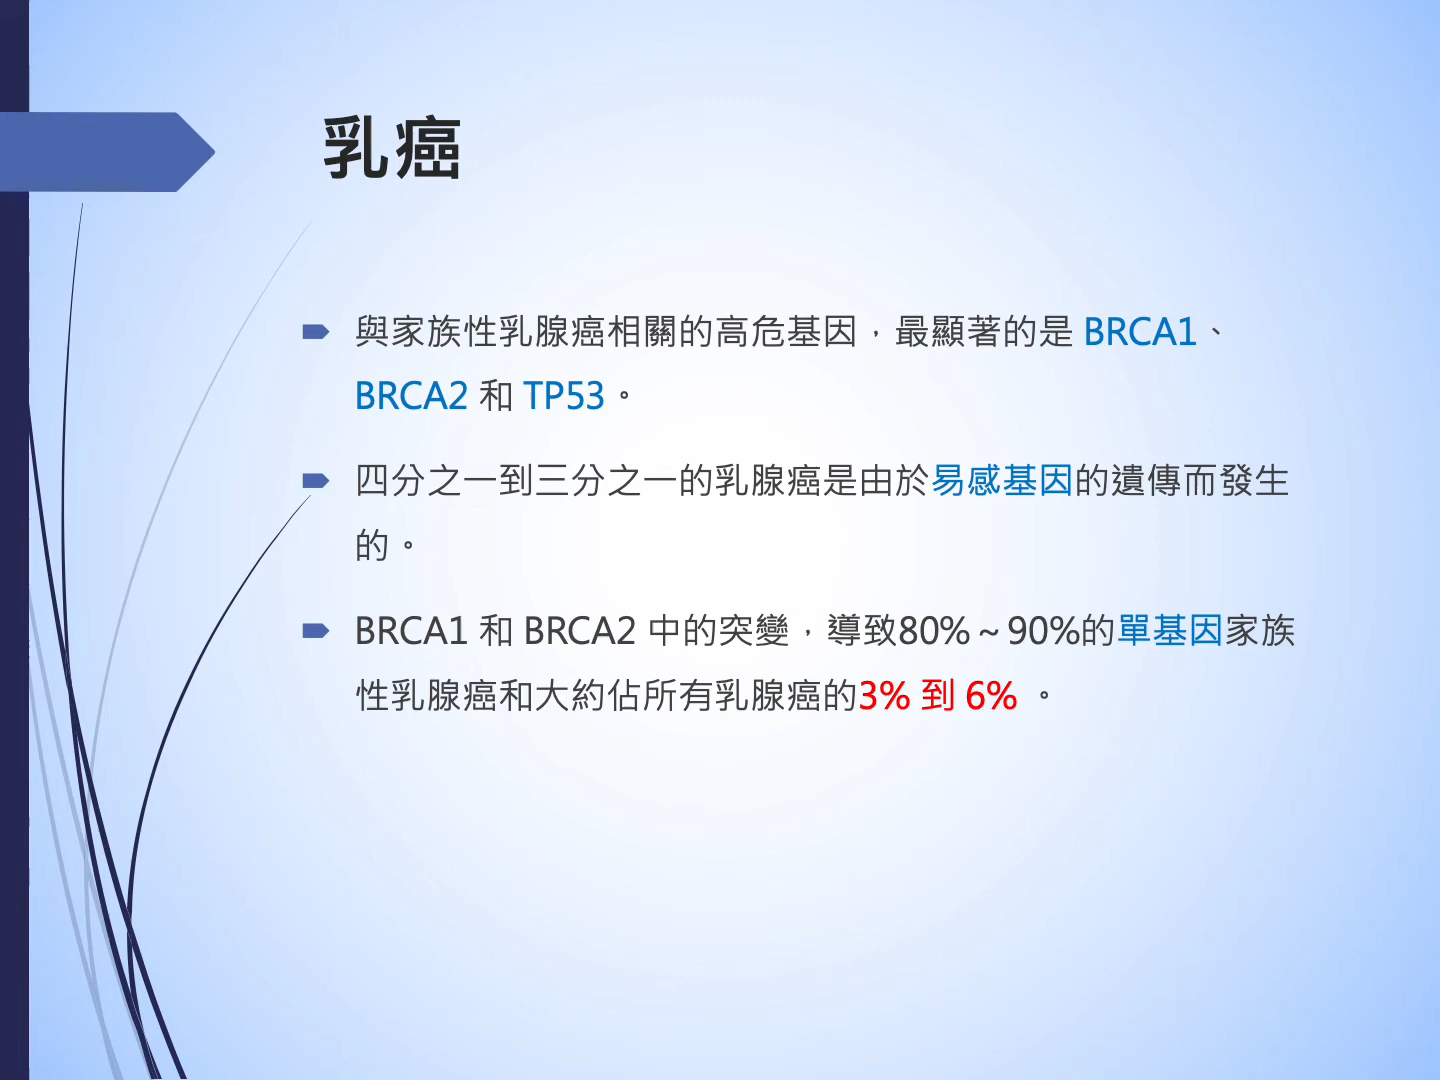 乳癌
與家族性乳腺癌相關的高危基因，最顯著的是 BRCA1、
BRCA2 和 TP53。
四分之一到三分之一的乳腺癌是由於易感基因的遺傳而發生
的。
BRCA1 和 BRCA2 中的突變，導致80%～90%的單基因家族
性乳腺癌和大約佔所有乳腺癌的3% 到 6% 。